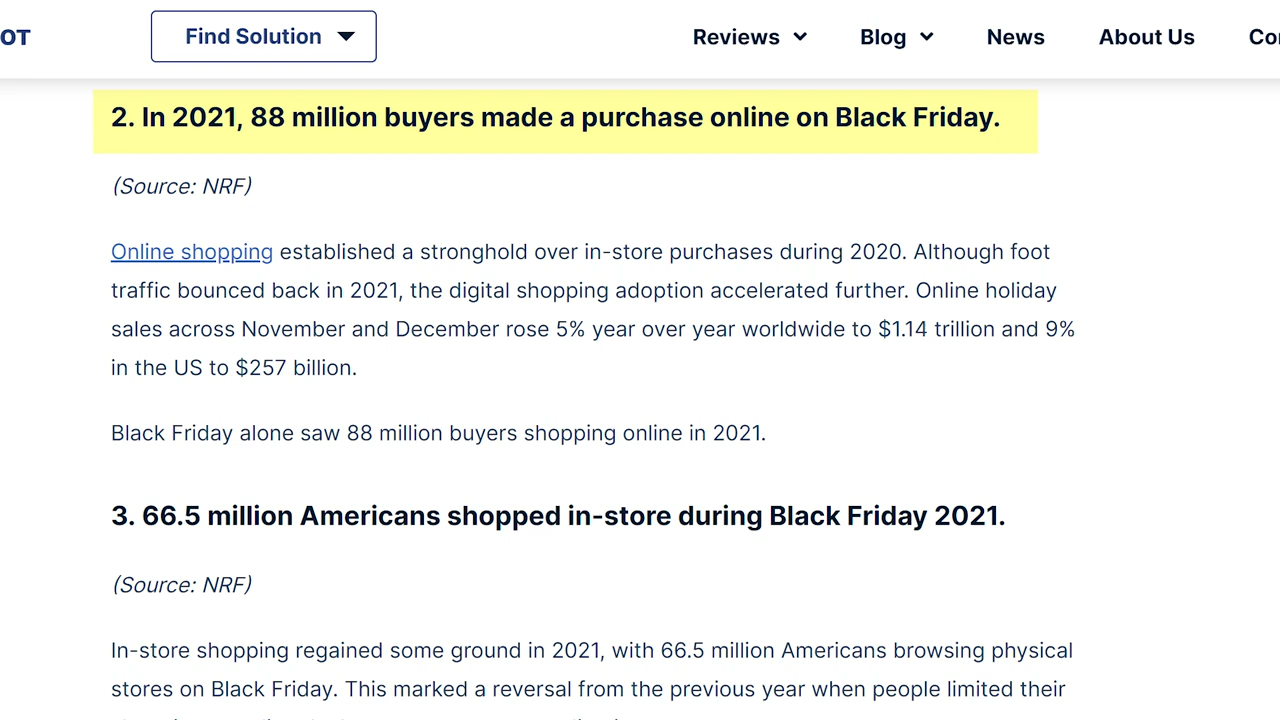 OT Find Solution Reviews Blog News About Us
2. In 2021, 88 million buyers made a purchase online on Black Friday.
(Source: NRF)
Online shopping established a stronghold over in-store purchases during 2020. Although foot
traffic bounced back in 2021, the digital shopping adoption accelerated further. Online holiday
sales across November and December rose 5% year over year worldwide to $1.14 trillion and 9%
in the US to $257 billion.
Black Friday alone saw 88 million buyers shopping online in 2021.
3. 66.5 million Americans shopped in-store during Black Friday 2021.
(Source: NRF)
In-store shopping regained some ground in 2021, with 66.5 million Americans browsing physical
stores on Black Friday. This marked a reversal from the previous year when people limited their